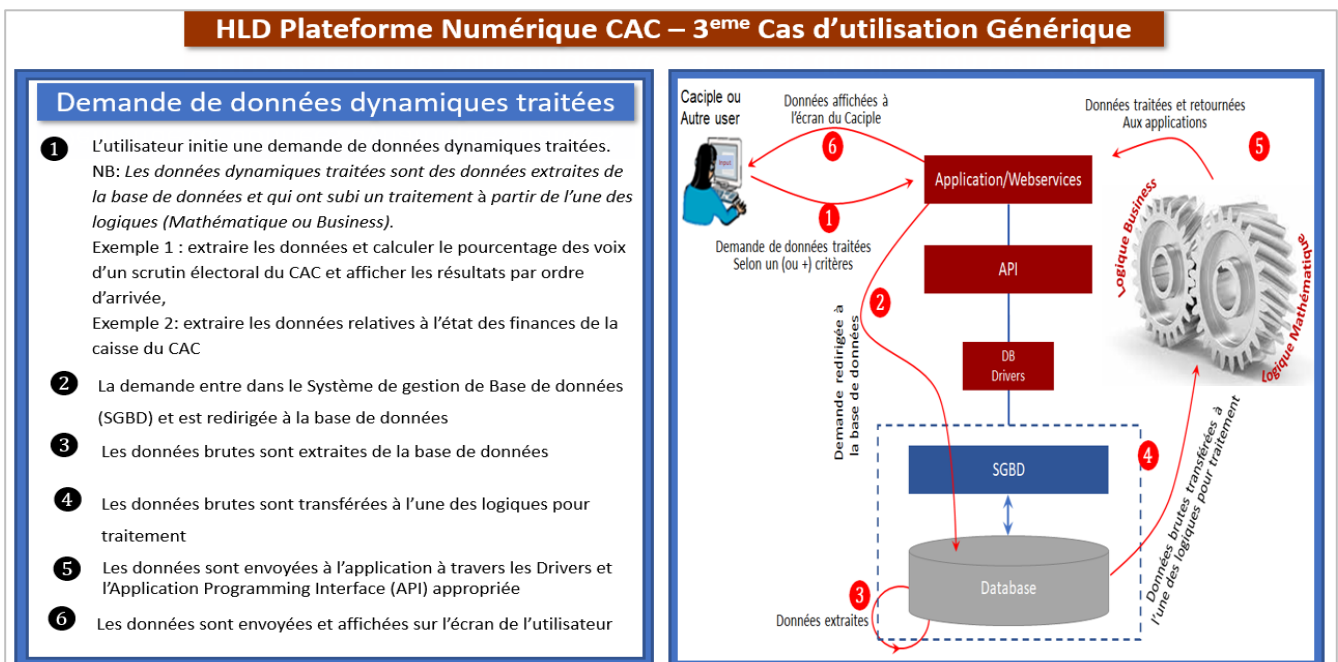 HLD Plateforme Numérique CAC – 3eme Cas d'utilisation Générique
Demande de données dynamiques traitées
1 L'utilisateur initie une demande de données dynamiques traitées.
NB: Les données dynamiques traitées sont des données extraites de
la base de données et qui ont subi un traitement à partir de l'une des
logiques (Mathématique ou Business).
Exemple 1 : extraire les données et calculer le pourcentage des voix
d'un scrutin électoral du CAC et afficher les résultats par ordre
d'arrivée,
Exemple 2: extraire les données relatives à l'état des finances de la
caisse du CAC
2 La demande entre dans le Système de gestion de Base de données
(SGBD) et est redirigée à la base de données
3 Les données brutes sont extraites de la base de données
4 Les données brutes sont transférées à l'une des logiques pour
traitement
5 Les données sont envoyées à l'application à travers les Drivers et
l'Application Programming Interface (API) appropriée
6 Les données sont envoyées et affichées sur l'écran de l'utilisateur
Caciple ou
Autre user
Input
Données affichées à
l'écran du Caciple
6
1
Demande de données traitées
Selon un (ou +) critères
Données traitées et retournées
Aux applications
5
Application/Webservices
API
DB
Drivers
2
Demande redirigée à
la base de données
Logique Business
Logique Mathématique
SGBD
4
Database
3
Données extraites
Données brutes transférées à
l'une des logiques pour traitement